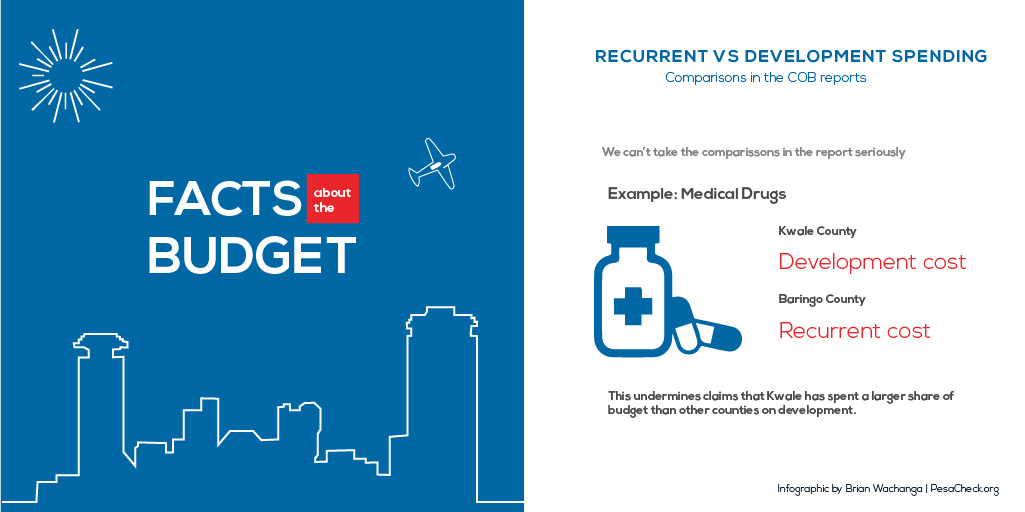 FACTS about
the
BUDGET
RECURRENT VS DEVELOPMENT SPENDING
Comparisons in the COB reports
We can't take the comparissons in the report seriously
Example: Medical Drugs
Kwale County
Development cost
Baringo County
Recurrent cost
This undermines claims that Kwale has spent a larger share of
budget than other counties on development.
Infographic by Brian Wachanga | PesaCheck.org